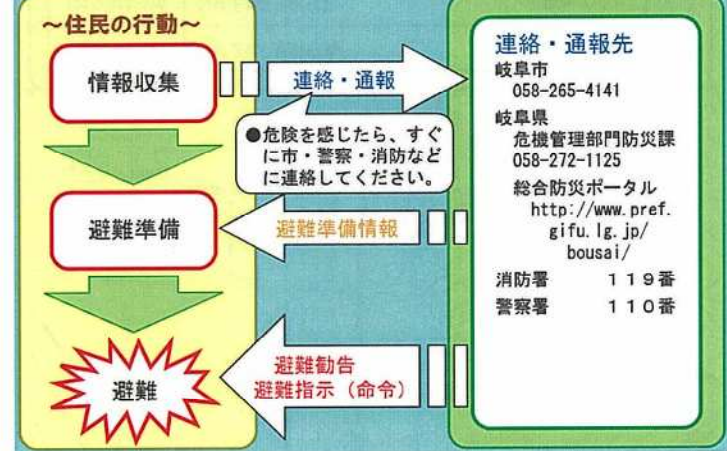 ～住民の行動～
情報収集
連絡・通報
●危険を感じたら、すぐ
に市・警察・消防など
に連絡してください。
避難準備
避難準備情報
避難
避難勧告
避難指示（命令）
連絡・通報先
岐阜市
058-265-4141
岐阜県
危機管理部門防災課
058-272-1125
総合防災ポータル
http://www.pref.
gifu.lg.jp/
bousai/
消防署　１１９番
警察署　１１０番